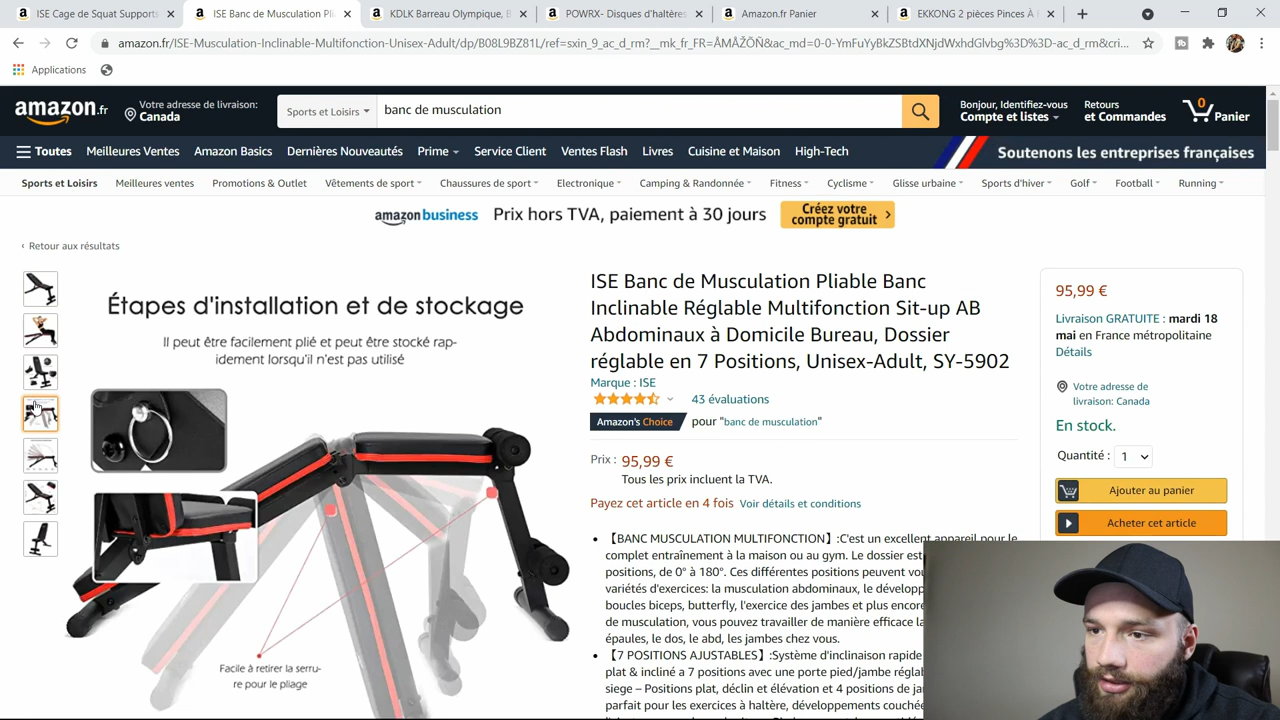 ISE Cage de Squat Supports
ISE Banc de Musculation Pli
KDLK Barreau Olympique, B
POWRX- Disques d'haltères
Amazon.fr Panier
EKKONG 2 pièces Pinces À
amazon.fr/ISE-Musculation-Inclinable-Multifonction-Unisex-Adult/dp/B08L9BZ81L/ref=sxin_9_ac_d_rm?__mk_fr_FR=ÅMÅŽÕÑ&ac_md=0-0-YmFuYyBkZSBtdXNjdWxhdGlvbg%3D%3D-ac_d_rm&cri...
Applications
amazon.fr
Votre adresse de livraison:
Canada
Sports et Loisirs
banc de musculation
Bonjour, Identifiez-vous
Compte et listes
Retours
et Commandes
0
Panier
Toutes
Meilleures Ventes
Amazon Basics
Dernières Nouveautés
Prime
Service Client
Ventes Flash
Livres
Cuisine et Maison
High-Tech
Soutenons les entreprises françaises
Sports et Loisirs
Meilleures ventes
Promotions & Outlet
Vêtements de sport
Chaussures de sport
Electronique
Camping & Randonnée
Fitness
Cyclisme
Glisse urbaine
Sports d'hiver
Golf
Football
Running
amazon business
Prix hors TVA, paiement à 30 jours
Créez votre
compte gratuit
‹ Retour aux résultats
Étapes d'installation et de stockage
Il peut être facilement plié et peut être stocké rap-
idement lorsqu'il n'est pas utilisé
Facile à retirer la serru-
re pour le pliage
ISE Banc de Musculation Pliable Banc
Inclinable Réglable Multifonction Sit-up AB
Abdominaux à Domicile Bureau, Dossier
réglable en 7 Positions, Unisex-Adult, SY-5902
Marque : ISE
43 évaluations
Amazon's Choice
pour "banc de musculation"
Prix : 95,99 €
Tous les prix incluent la TVA.
Payez cet article en 4 fois Voir détails et conditions
【BANC MUSCULATION MULTIFONCTION】:C'est un excellent appareil pour le
complet entraînement à la maison ou au gym. Le dossier est
positions, de 0° à 180°. Ces différentes positions peuvent
variétés d'exercices: la musculation abdominaux, le
boucles biceps, butterfly, l'exercice des jambes et plus
de musculation, vous pouvez travailler de manière efficace
épaules, le dos, le abd, les jambes chez vous.
【7 POSITIONS AJUSTABLES】:Système d'inclinaison rapide
plat & incliné a 7 positions avec une porte pied/jambe
siege – Positions plat, déclin et élévation et 4 positions de
parfait pour les exercices à haltère, développements
95,99 €
Livraison GRATUITE : mardi 18
mai en France métropolitaine
Détails
Votre adresse de
livraison: Canada
En stock.
Quantité : 1
Ajouter au panier
Acheter cet article